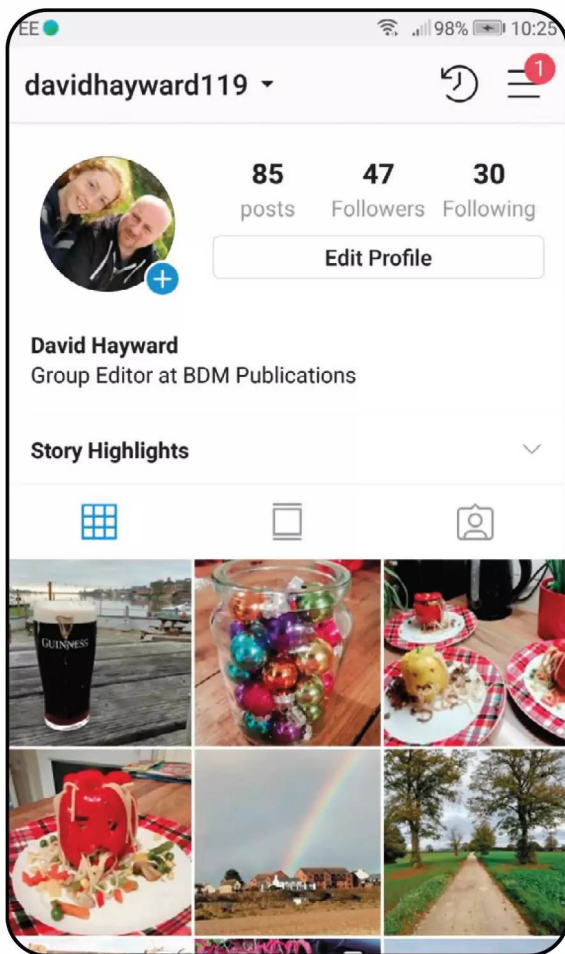 EE 98% 10:25
davidhayward119
1
85 47 30
posts Followers Following
Edit Profile
David Hayward
Group Editor at BDM Publications
Story Highlights
GUINNESS